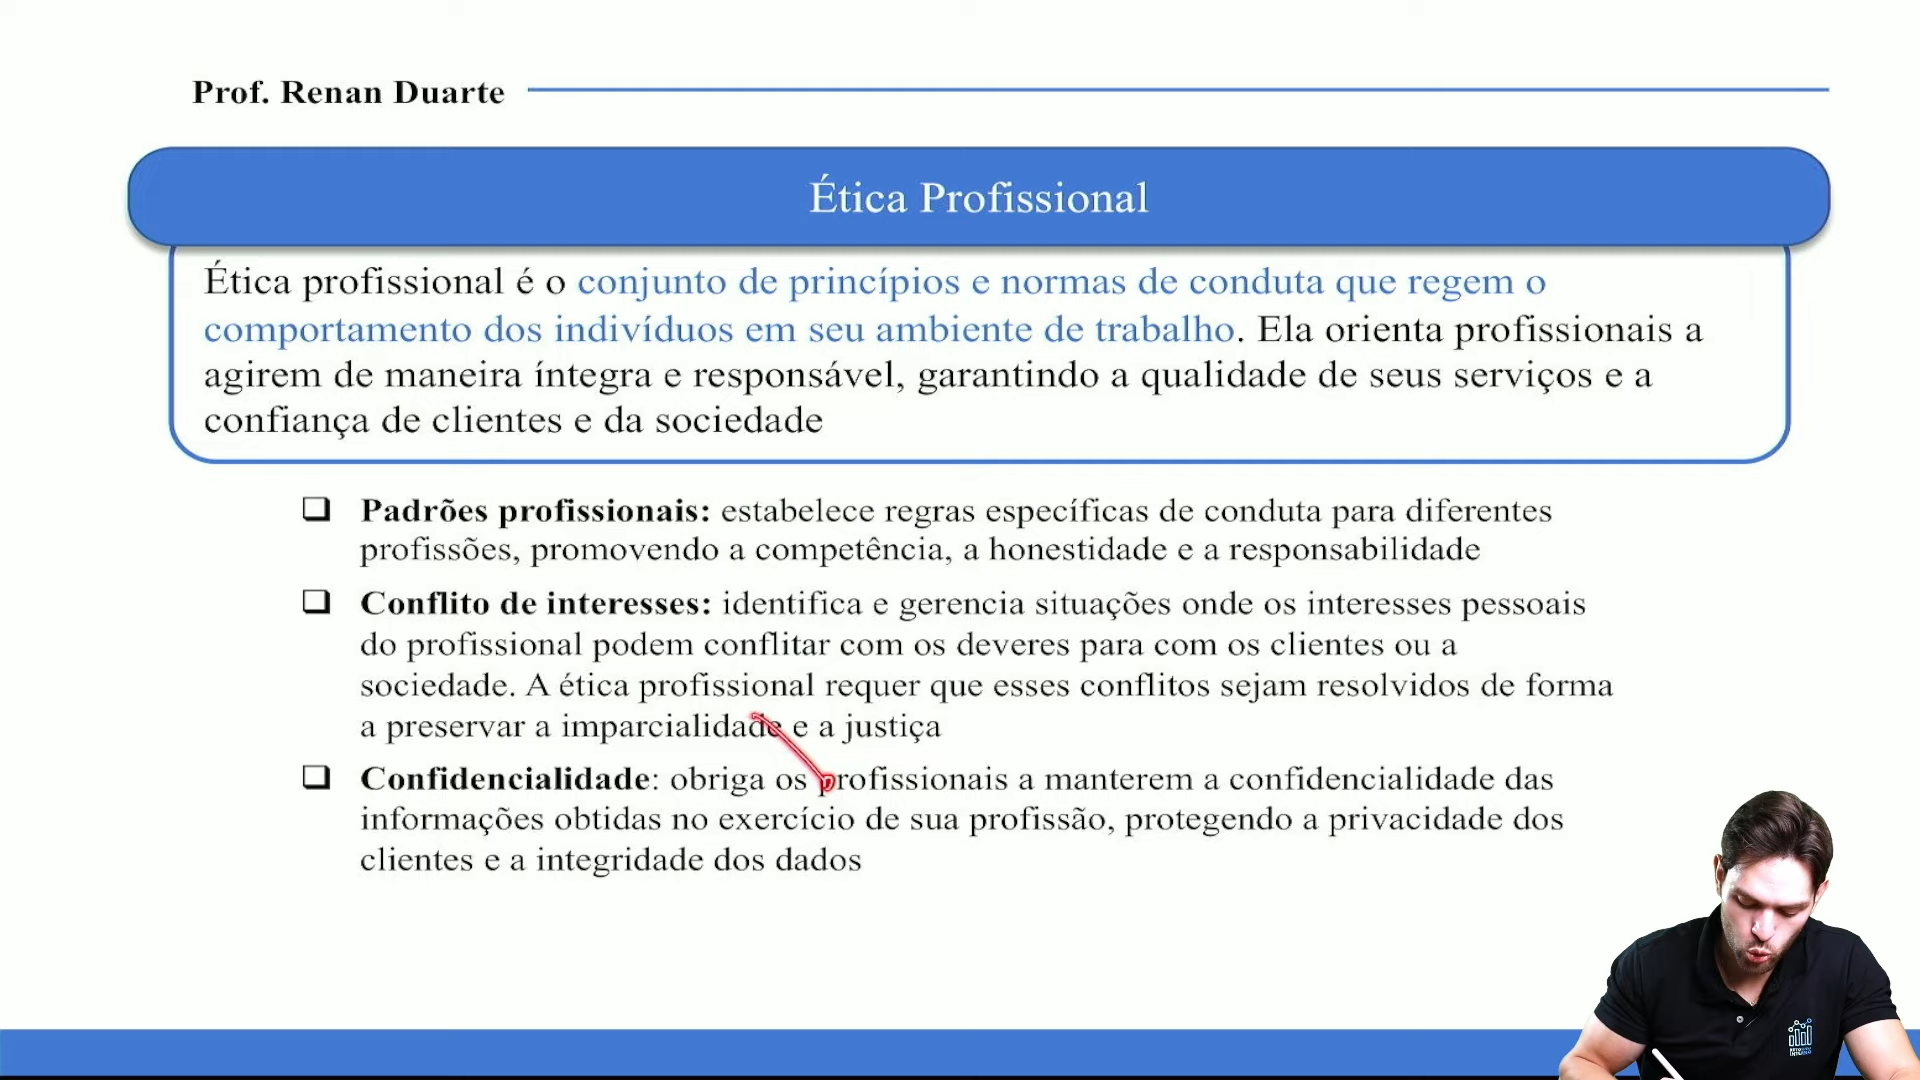 Prof. Renan Duarte
Ética Profissional
Ética profissional é o conjunto de princípios e normas de conduta que regem o
comportamento dos indivíduos em seu ambiente de trabalho. Ela orienta profissionais a
agirem de maneira íntegra e responsável, garantindo a qualidade de seus serviços e a
confiança de clientes e da sociedade
❑ Padrões profissionais: estabelece regras específicas de conduta para diferentes
profissões, promovendo a competência, a honestidade e a responsabilidade
❑ Conflito de interesses: identifica e gerencia situações onde os interesses pessoais
do profissional podem conflitar com os deveres para com os clientes ou a
sociedade. A ética profissional requer que esses conflitos sejam resolvidos de forma
a preservar a imparcialidade e a justiça
❑ Confidencialidade: obriga os profissionais a manterem a confidencialidade das
informações obtidas no exercício de sua profissão, protegendo a privacidade dos
clientes e a integridade dos dados